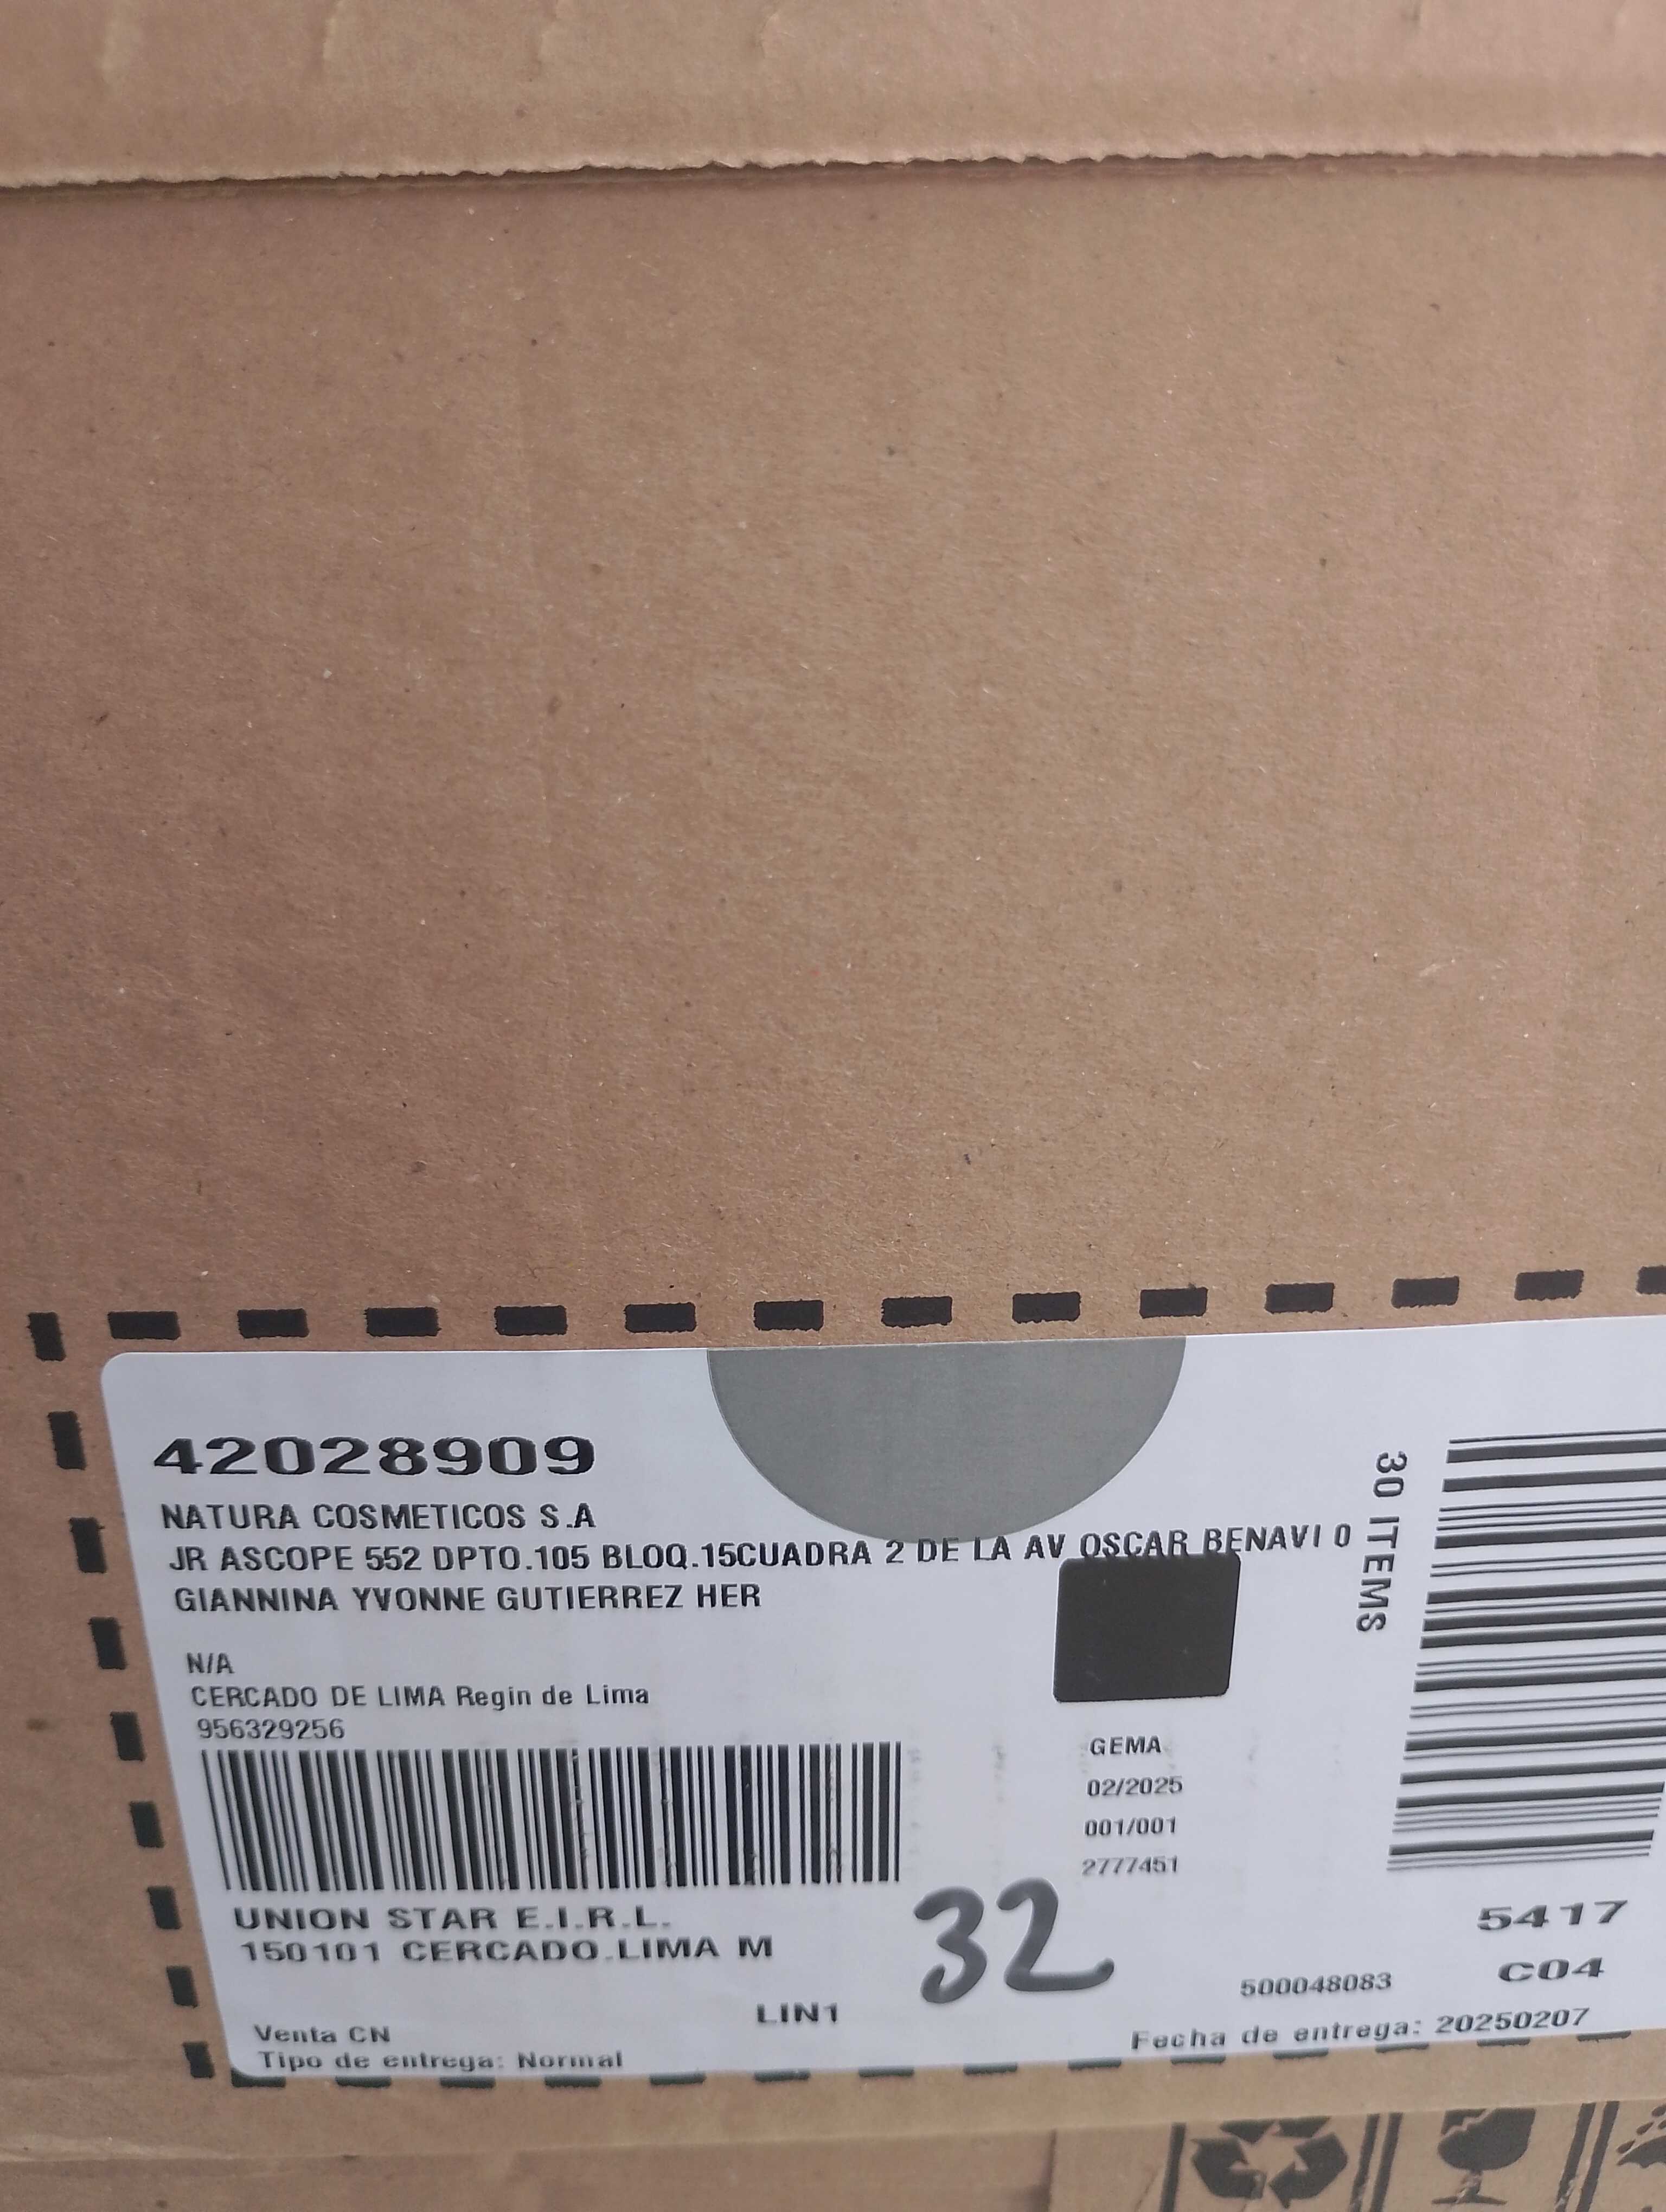 42028909
NATURA COSMETICOS S.A
JR ASCOPE 552 DPTO.105 BLOQ.15CUADRA 2 DE LA AV OSCAR BENAVI 0
GIANNINA YVONNE GUTIERREZ HER
30 ITEMS
N/A
CERCADO DE LIMA Regin de Lima
956329256
GEMA
02/2025
001/001
2777451
UNION STAR E.I.R.L.
150101 CERCADO.LIMA M
32
5417
C04
500048083
LIN1
Venta CN
Tipo de entrega: Normal
Fecha de entrega: 20250207